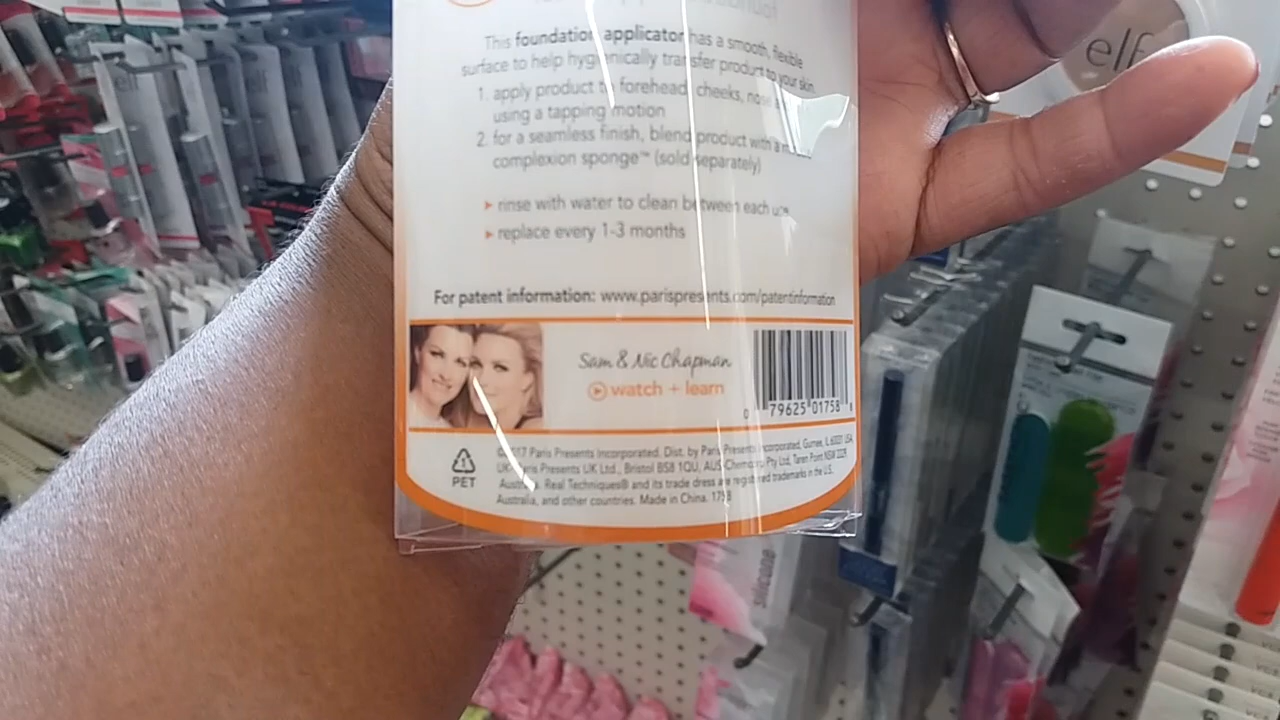 This foundation applicator has a smooth, flexible
surface to help hygienically transfer product to your skin.
1. apply product to forehead, cheeks, nose
using a tapping motion
2. for a seamless finish, blend product with a
complexion sponge™ (sold separately)
▸ rinse with water to clean between each use
▸ replace every 1-3 months
For patent information: www.parispresents.com/patentinformation
Sam & Nic Chapman
watch + learn
0 79625 01758 8
1
PET
©2017 Paris Presents Incorporated. Dist. by Paris Presents Incorporated, Gurnee, IL 60031 USA
UK: Paris Presents UK Ltd., Bristol BS8 1QU, AUS: Chemcorp Pty Ltd, Taren Point NSW 2229
Australia. Real Techniques® and its trade dress are registered trademarks in the U.S.
Australia, and other countries. Made in China. 1758
elf
elf
silicone